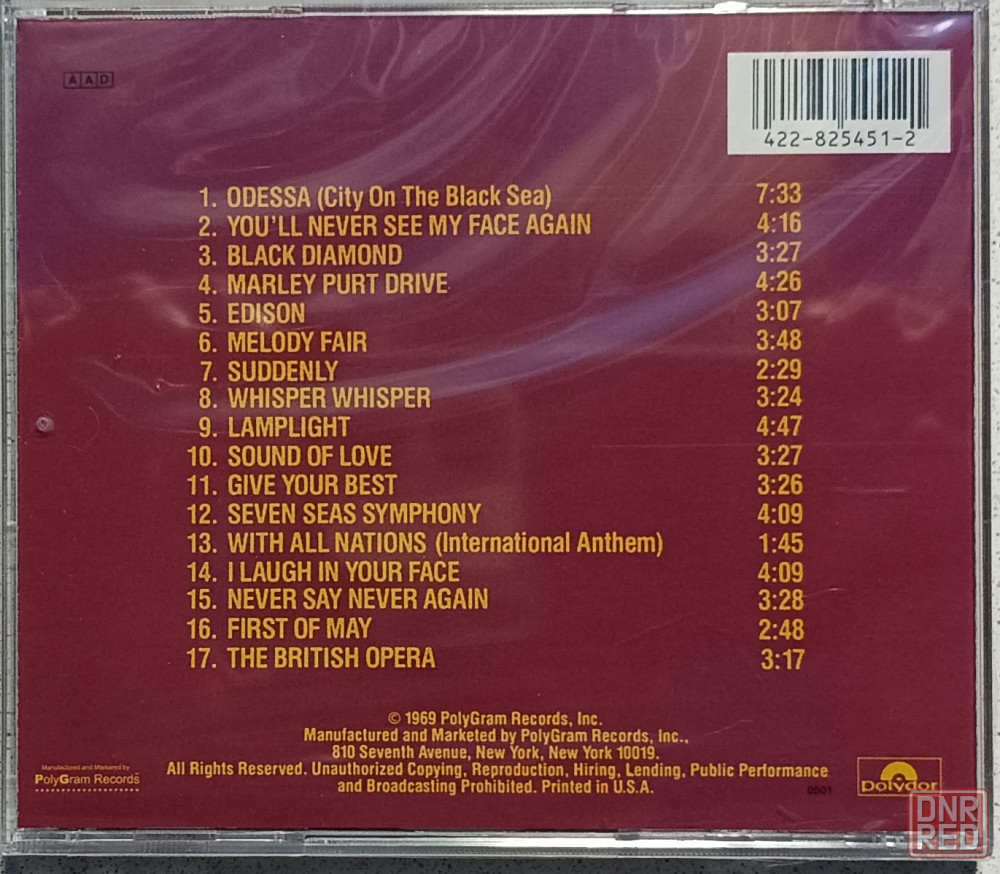 AAD
422-825451-2
1. ODESSA (City On The Black Sea) 7:33
2. YOU'LL NEVER SEE MY FACE AGAIN 4:16
3. BLACK DIAMOND 3:27
4. MARLEY PURT DRIVE 4:26
5. EDISON 3:07
6. MELODY FAIR 3:48
7. SUDDENLY 2:29
8. WHISPER WHISPER 3:24
9. LAMPLIGHT 4:47
10. SOUND OF LOVE 3:27
11. GIVE YOUR BEST 3:26
12. SEVEN SEAS SYMPHONY 4:09
13. WITH ALL NATIONS (International Anthem) 1:45
14. I LAUGH IN YOUR FACE 4:09
15. NEVER SAY NEVER AGAIN 3:28
16. FIRST OF MAY 2:48
17. THE BRITISH OPERA 3:17
© 1969 PolyGram Records, Inc.
Manufactured and Marketed by PolyGram Records, Inc.,
810 Seventh Avenue, New York, New York 10019.
All Rights Reserved. Unauthorized Copying, Reproduction, Hiring, Lending, Public Performance
and Broadcasting Prohibited. Printed in U.S.A.
Manufactured and Marketed by
PolyGram Records
0501
polydor
DNR
RED